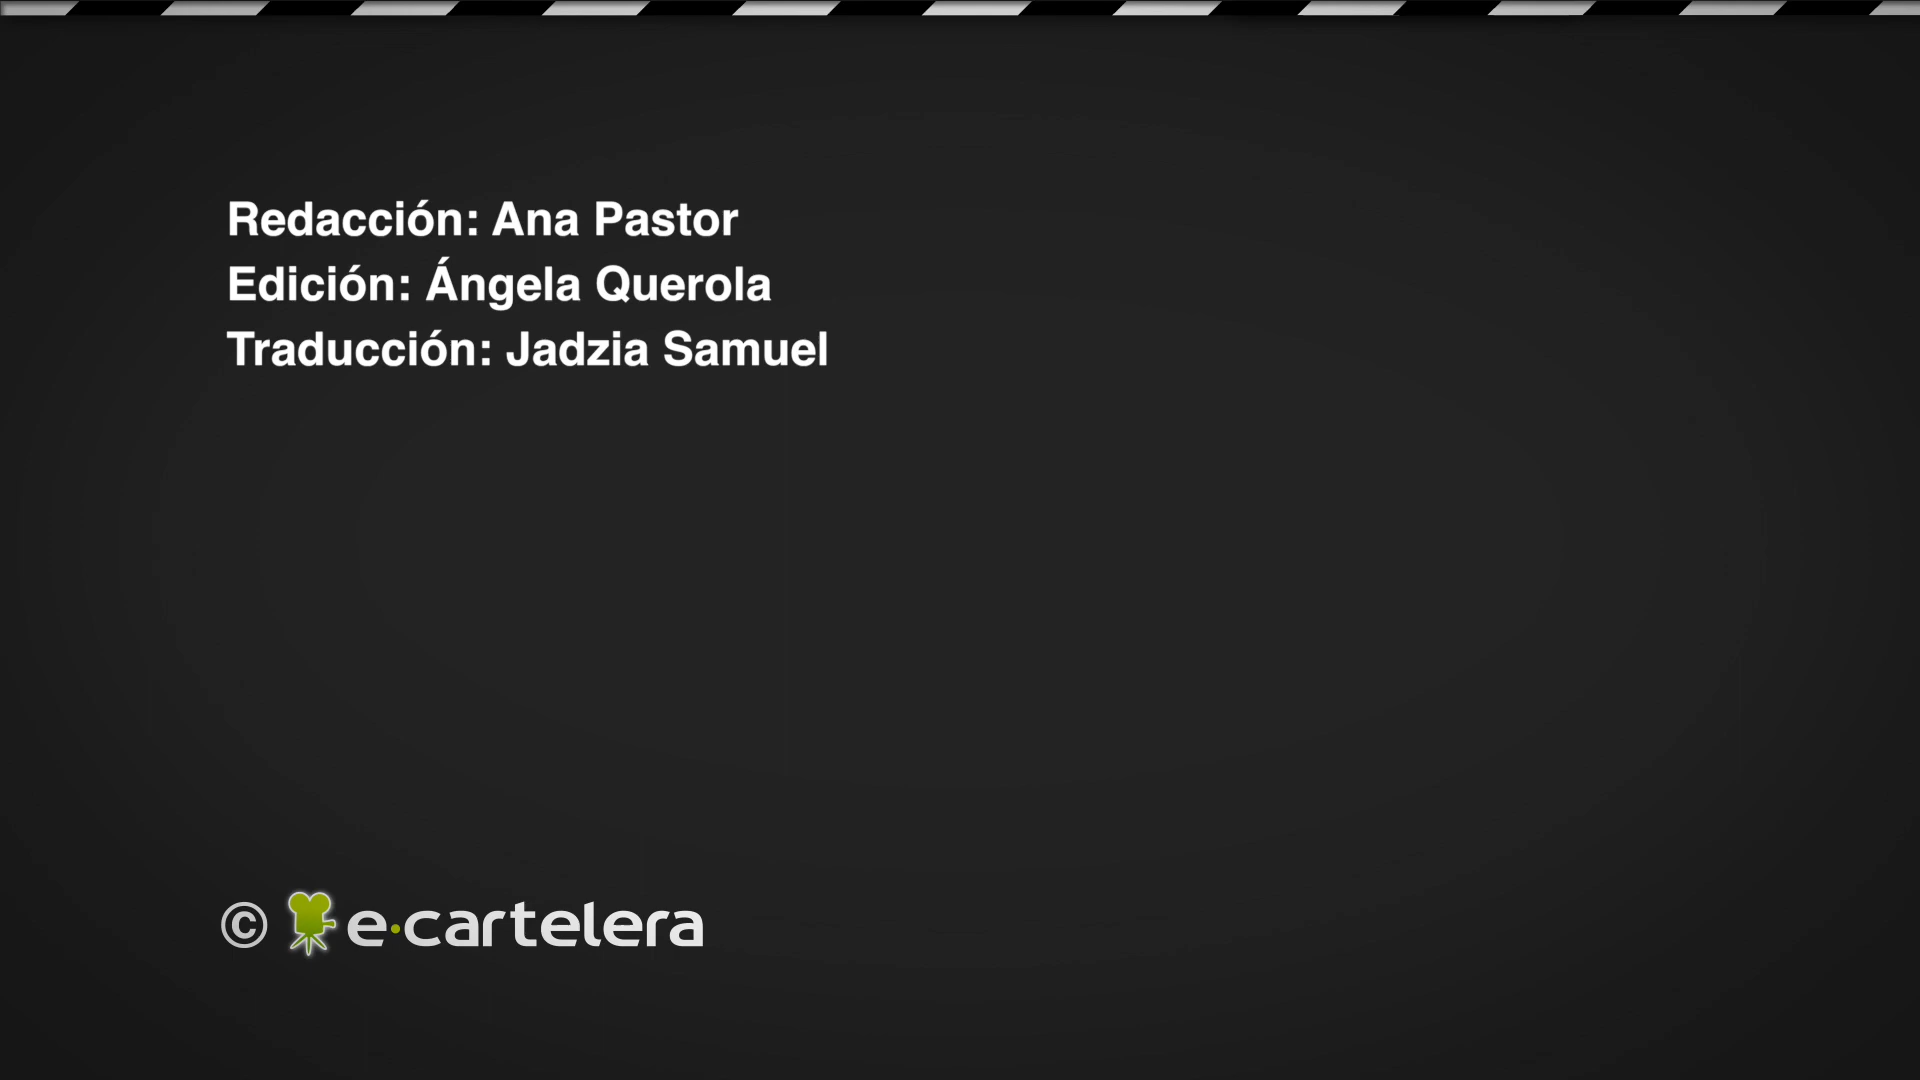 Redacción: Ana Pastor
Edición: Ángela Querola
Traducción: Jadzia Samuel
© e·cartelera